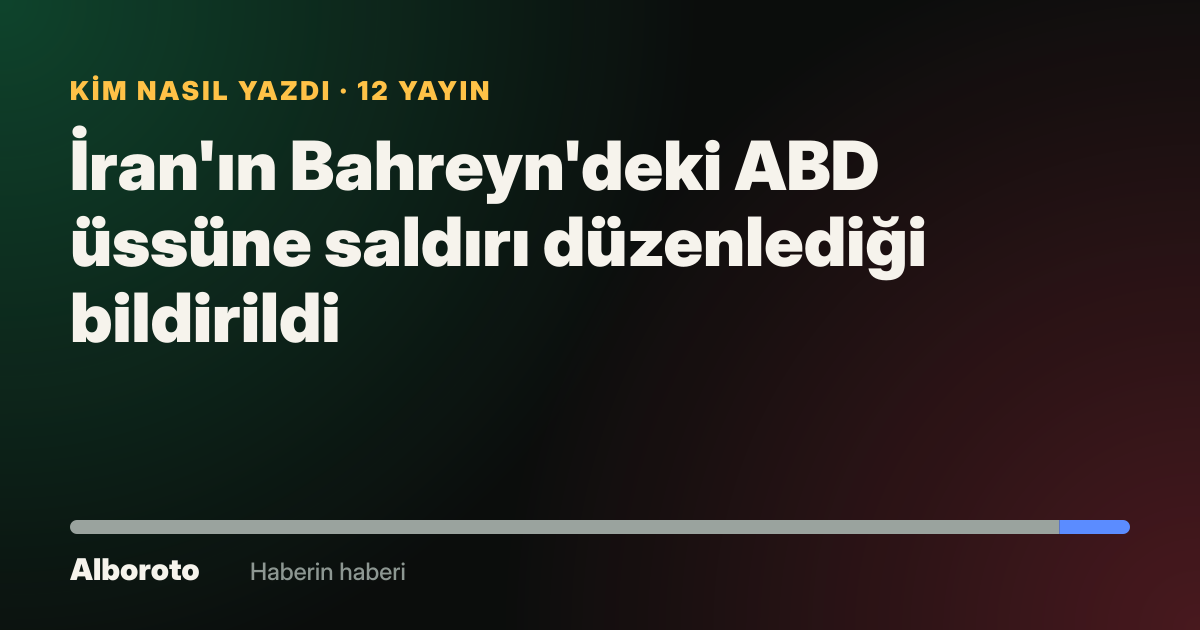 KİM NASIL YAZDI · 12 YAYIN
İran'ın Bahreyn'deki ABD
üssüne saldırı düzenlediği
bildirildi
Alboroto
Haberin haberi